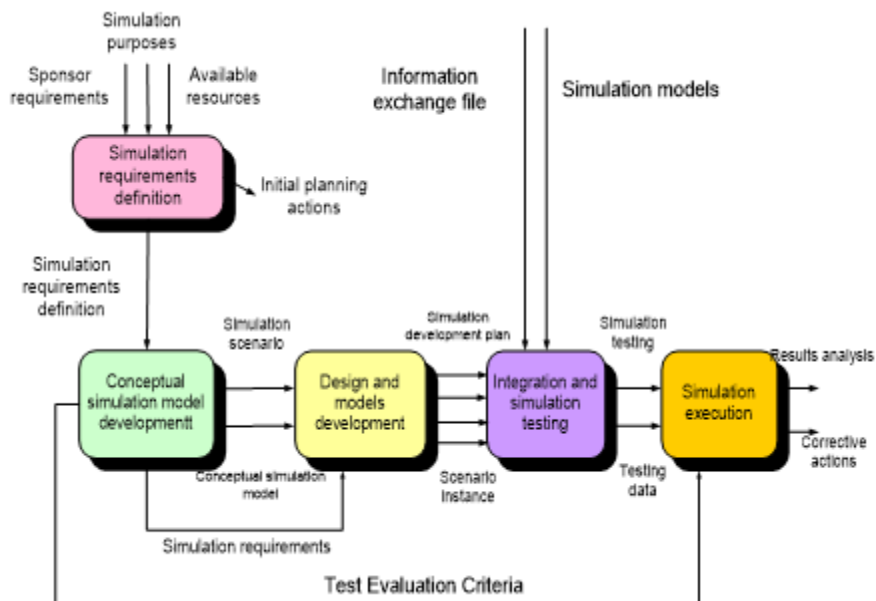 Simulation
purposes
Sponsor
requirements
Available
resources
Information
exchange file
Simulation models
Simulation
requirements
definition
Initial planning
actions
Simulation
requirements
definition
Simulation
scenario
Simulation
development plan
Simulation
testing
Results analysis
Conceptual
simulation model
developmentt
Design and
models
development
Integration and
simulation
testing
Simulation
execution
Corrective
actions
Conceptual simulation
model
Scenario
instance
Testing
data
Simulation requirements
Test Evaluation Criteria